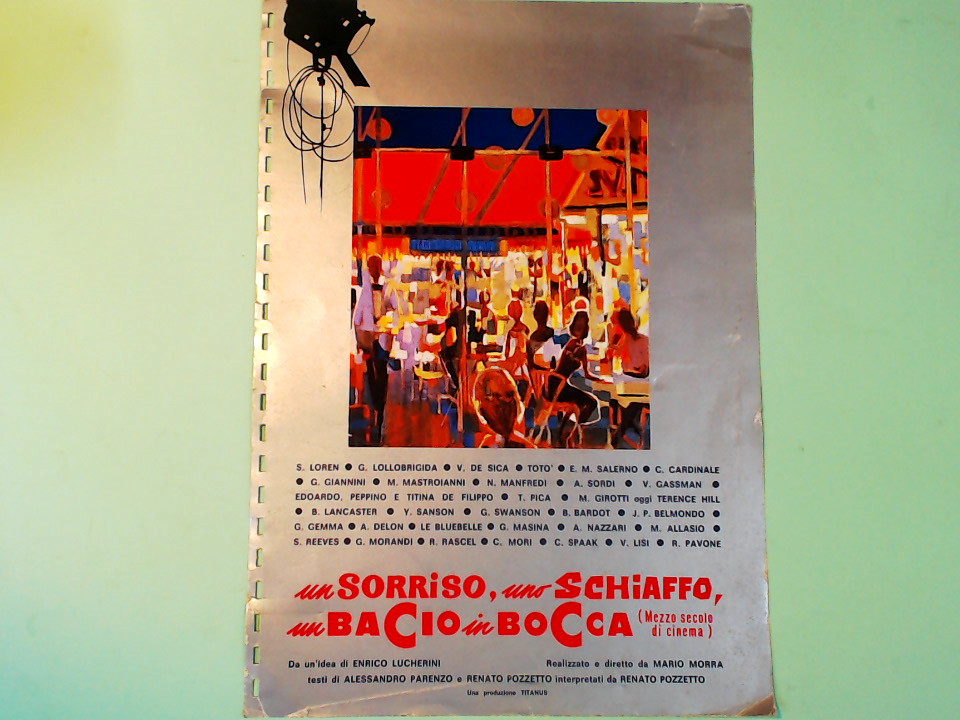 S. LOREN ● G. LOLLOBRIGIDA ● V. DE SICA ● TOTO' ● E. M. SALERNO ● C. CARDINALE
● G. GIANNINI ● M. MASTROIANNI ● N. MANFREDI ● A. SORDI ● V. GASSMAN ●
EDOARDO, PEPPINO E TITINA DE FILIPPO ● T. PICA ● M. GIROTTI oggi TERENCE HILL
● B. LANCASTER ● Y. SANSON ● G. SWANSON ● B. BARDOT ● J. P. BELMONDO ●
G. GEMMA ● A. DELON ● LE BLUEBELLE ● G. MASINA ● A. NAZZARI ● M. ALLASIO ●
S. REEVES ● G. MORANDI ● R. RASCEL ● C. MORI ● C. SPAAK ● V. LISI ● R. PAVONE
un SORRISO, uno SCHiAFFO,
un BACIO in BOCCA (Mezzo secolo
di cinema)
Da un'idea di ENRICO LUCHERINI Realizzato e diretto da MARIO MORRA
testi di ALESSANDRO PARENZO e RENATO POZZETTO interpretati da RENATO POZZETTO
Una produzione TITANUS